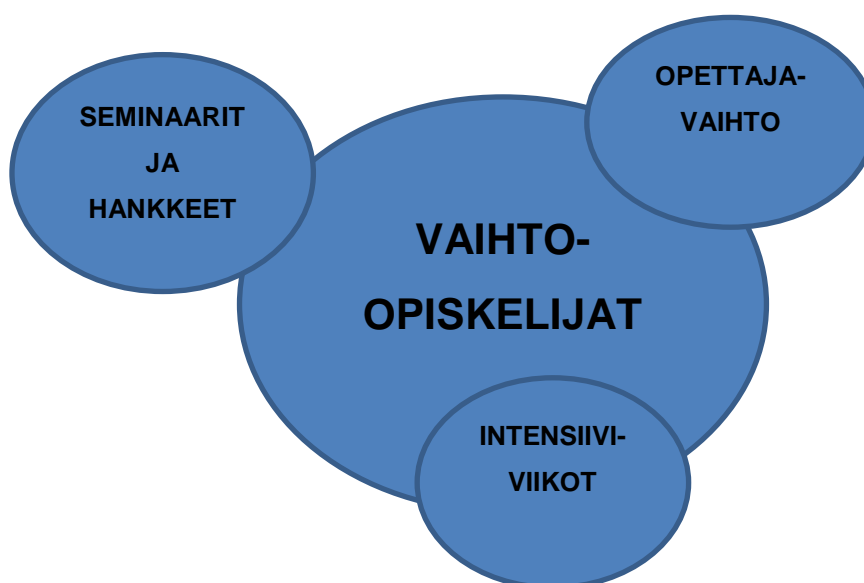 SEMINAARIT
JA
HANKKEET
OPETTAJA-
VAIHTO
VAIHTO-
OPISKELIJAT
INTENSIIVI-
VIIKOT